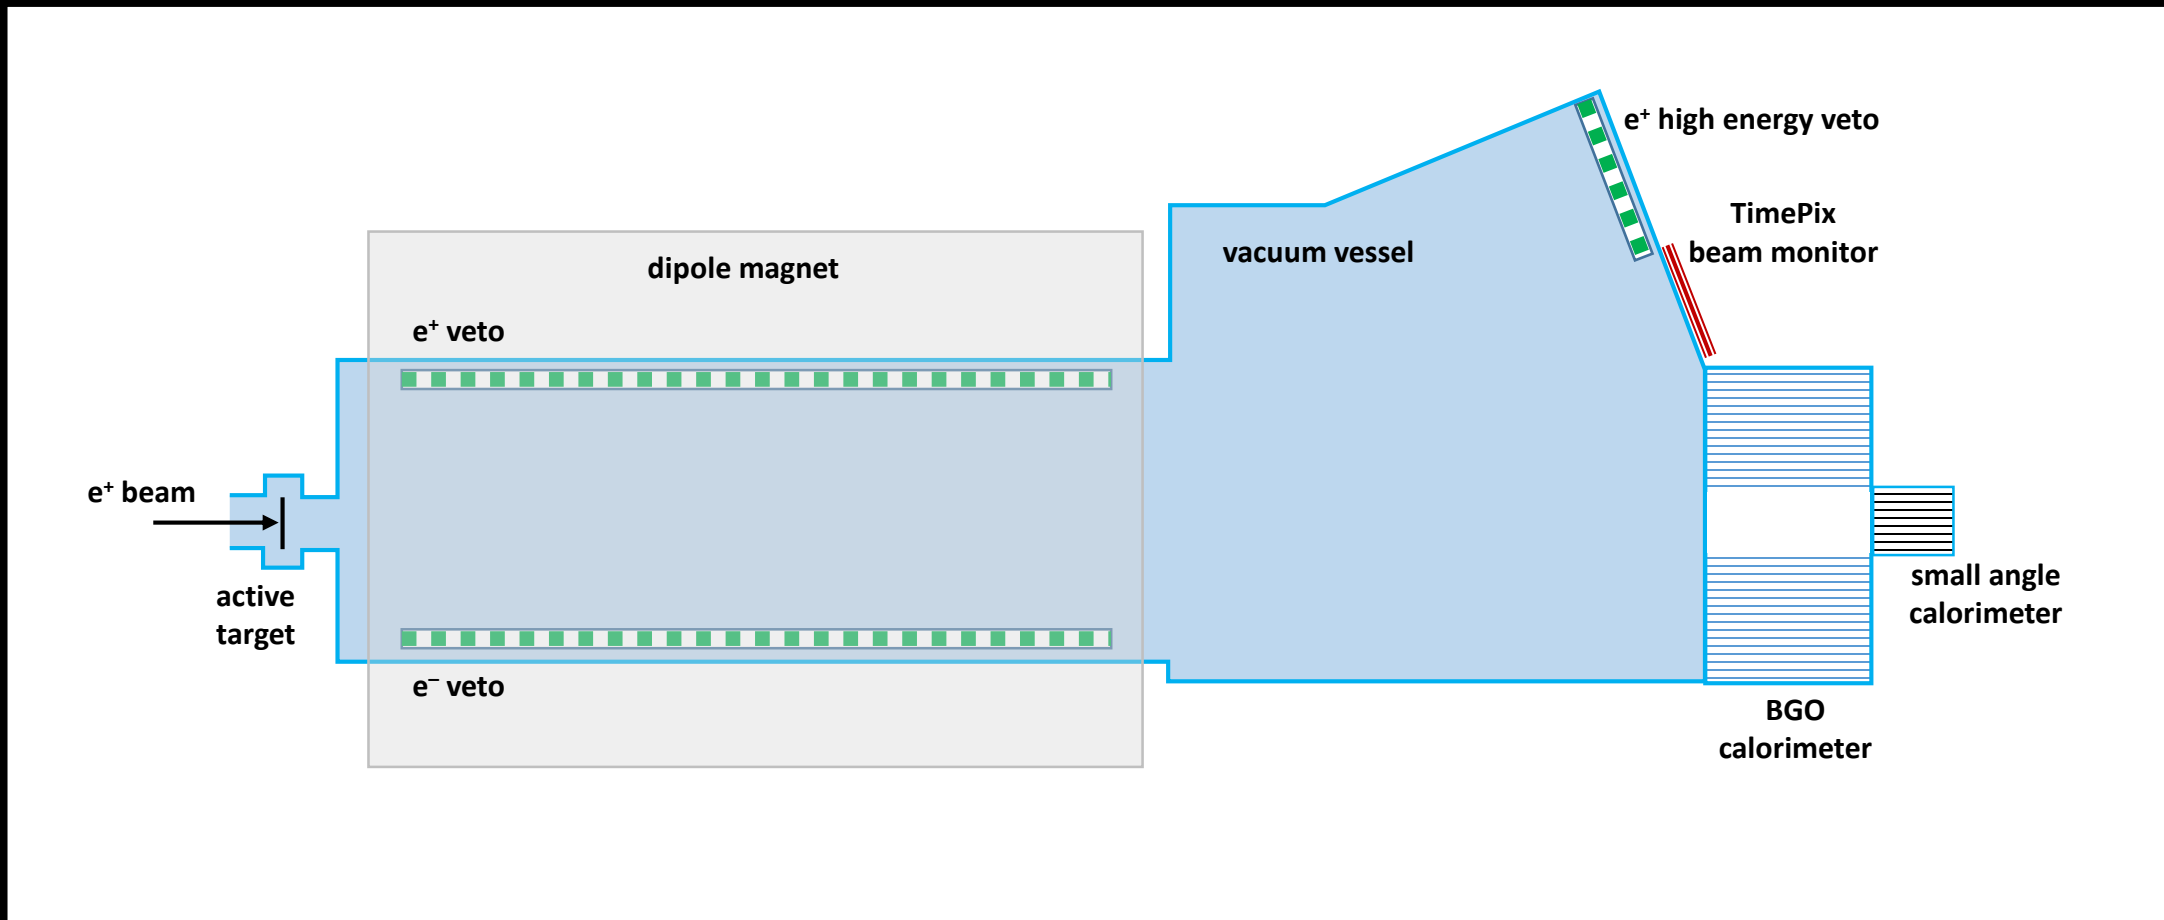 e⁺ high energy veto
TimePix
beam monitor
vacuum vessel
dipole magnet
e⁺ veto
e⁺ beam
active
target
e⁻ veto
small angle
calorimeter
BGO
calorimeter